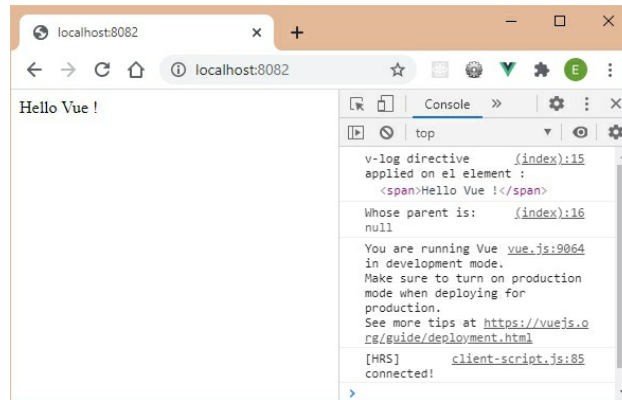 localhost:8082
localhost:8082
E
Hello Vue !
Console »
top
v-log directive (index):15
applied on el element :
<span>Hello Vue !</span>
Whose parent is: (index):16
null
You are running Vue vue.js:9064
in development mode.
Make sure to turn on production
mode when deploying for
production.
See more tips at https://vuejs.o
rg/guide/deployment.html
[HRS] client-script.js:85
connected!